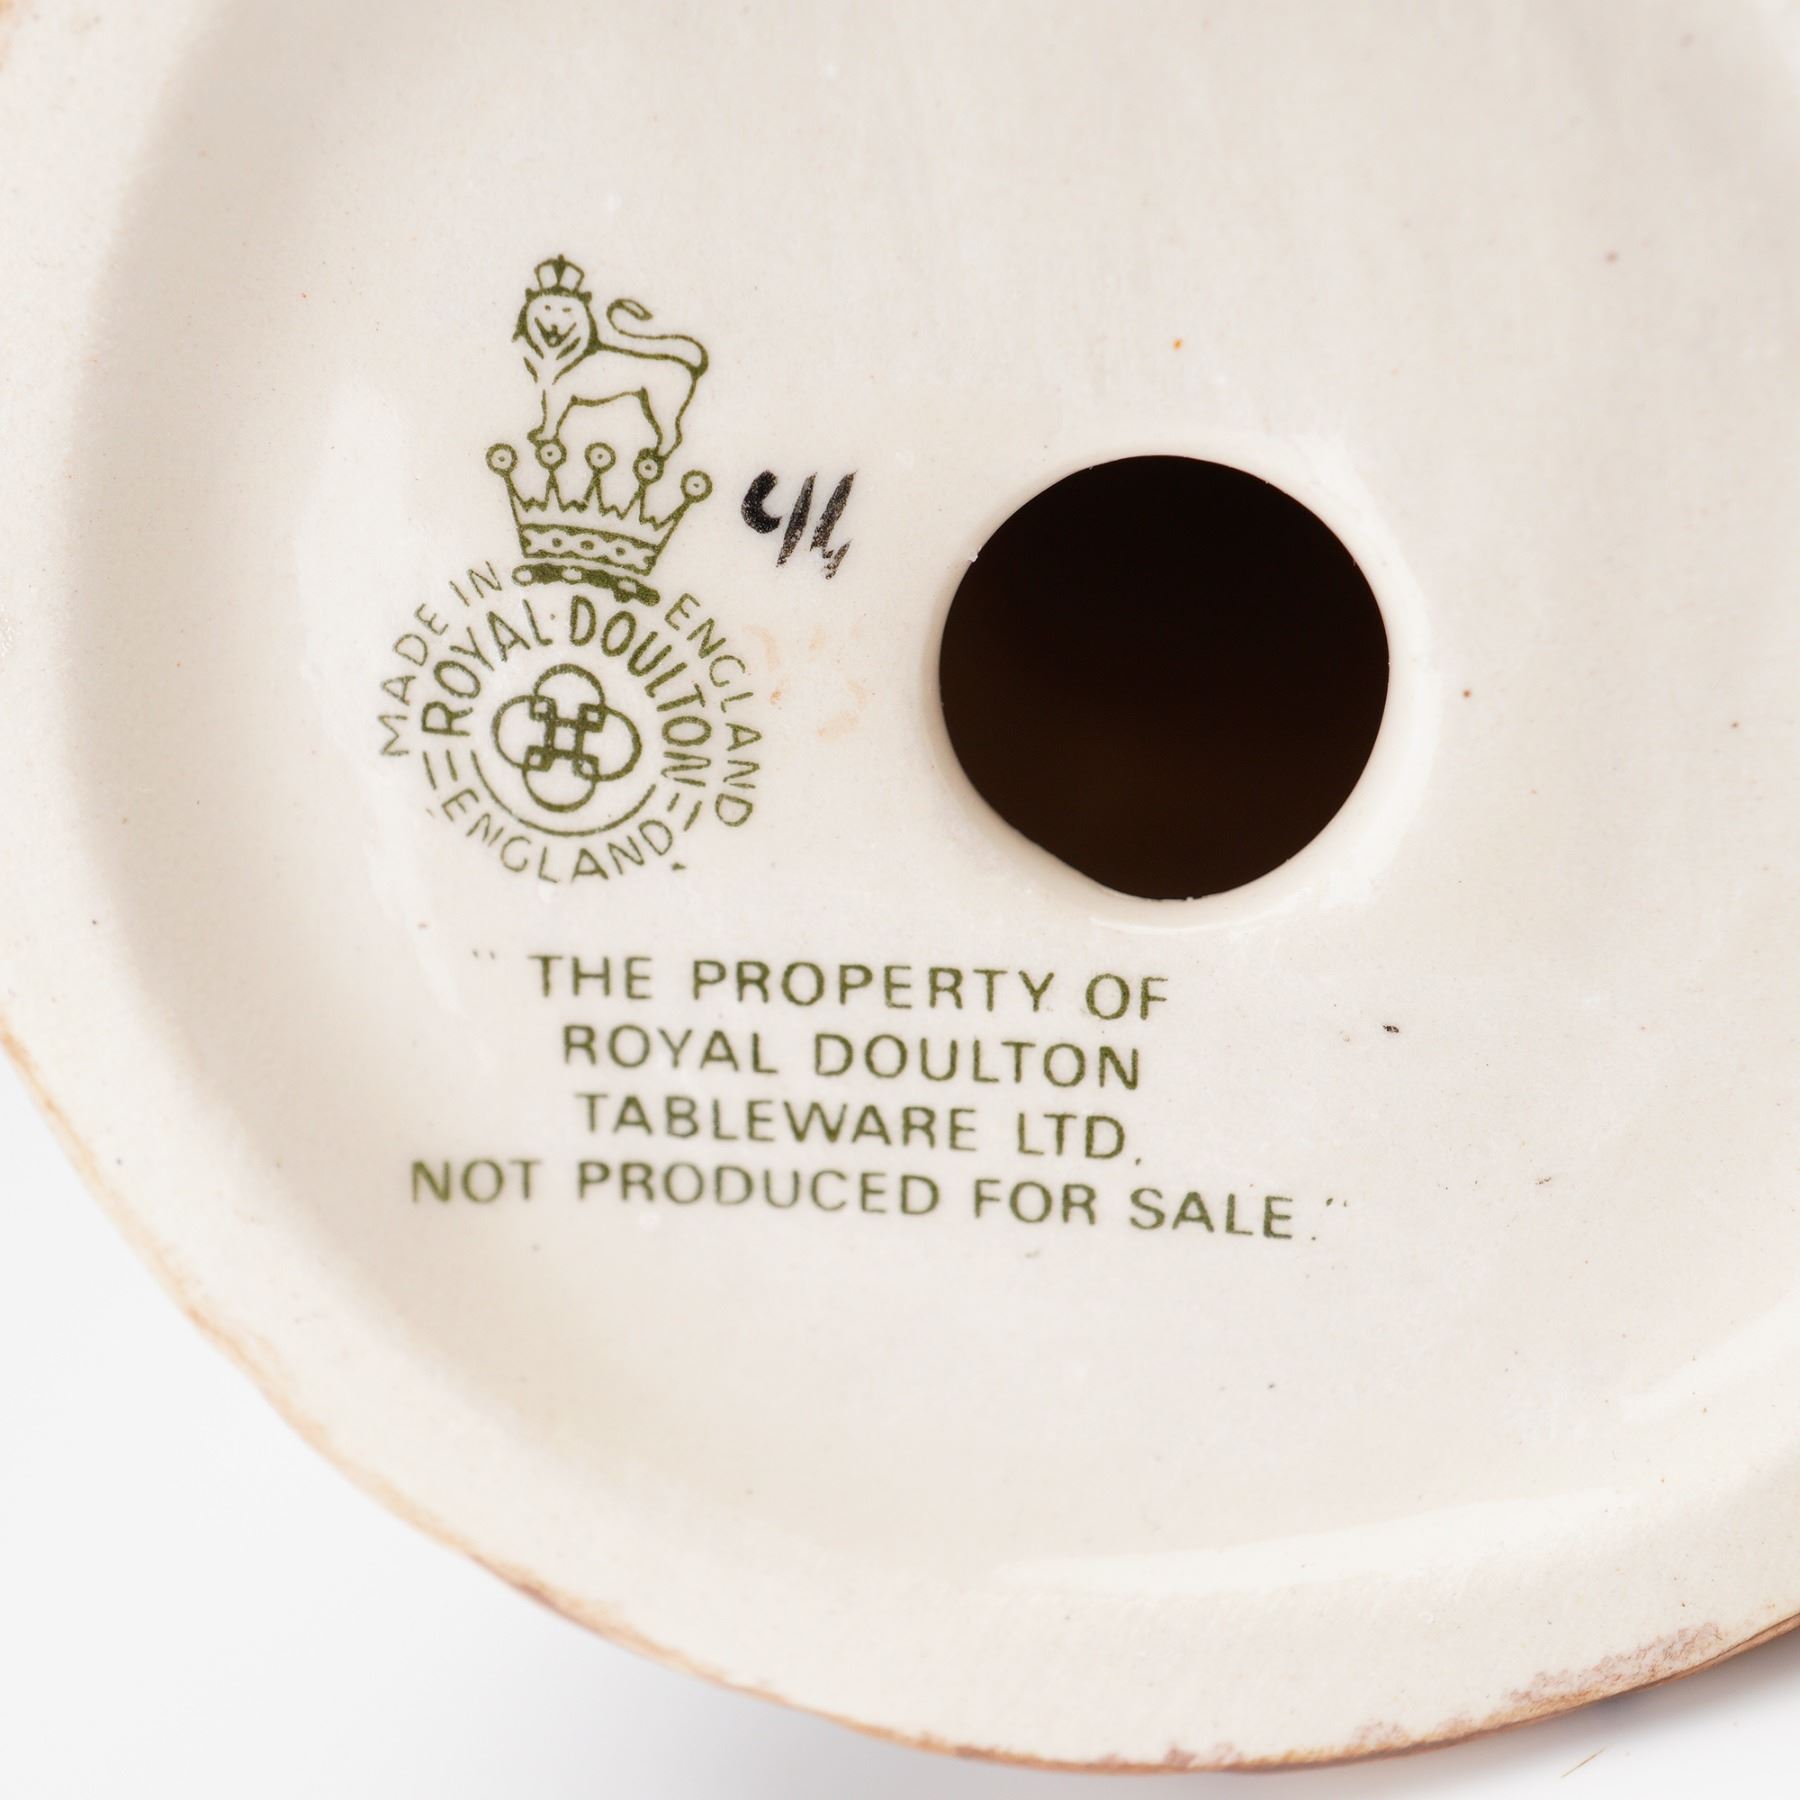 MADE IN ENGLAND
ROYAL·DOULTON
ENGLAND
"THE PROPERTY OF
ROYAL DOULTON
TABLEWARE LTD.
NOT PRODUCED FOR SALE."